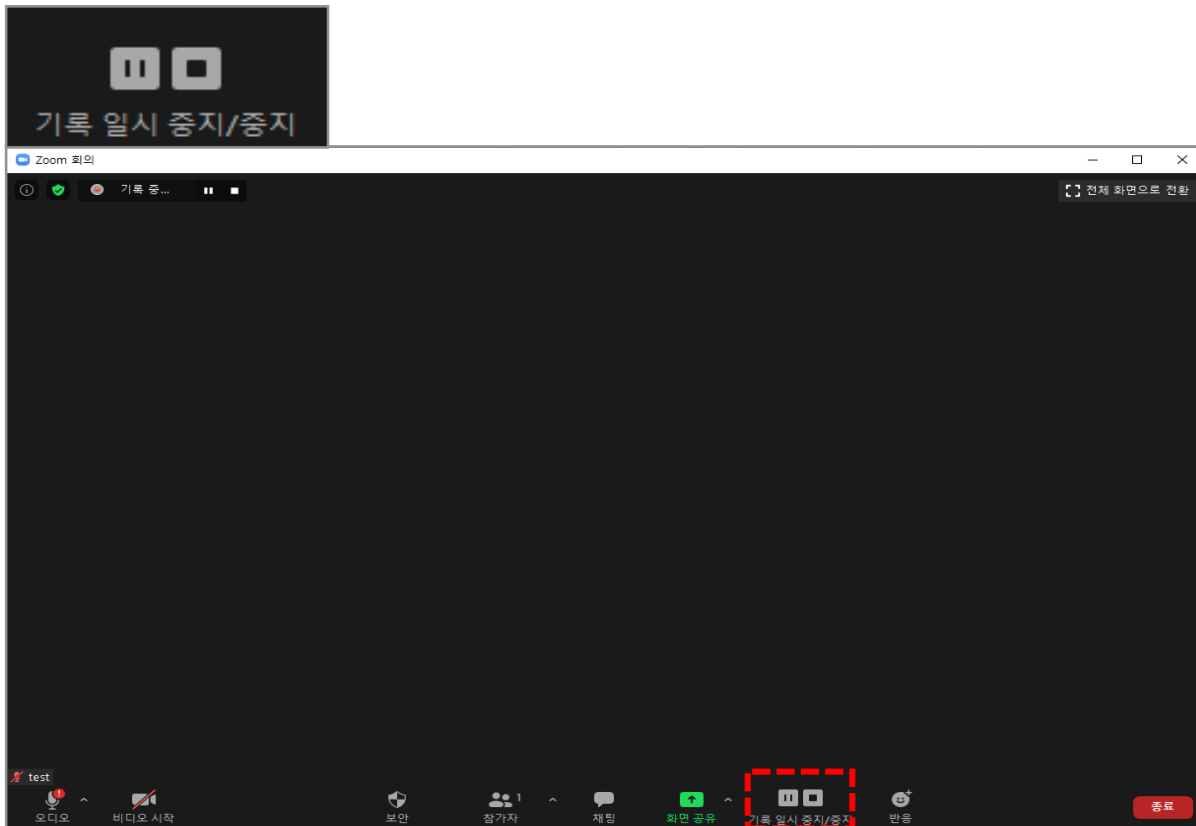 기록 일시 중지/중지
Zoom 회의
기록 중...
전체 화면으로 전환
test
오디오
비디오 시작
보안
참가자
1
채팅
화면 공유
기록 일시 중지/중지
반응
종료